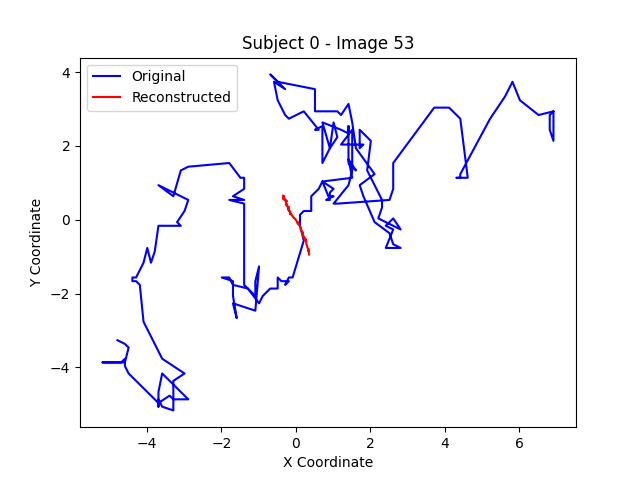 Subject 0 - Image 53
Original
Reconstructed
4
2
0
−2
−4
Y Coordinate
−4
−2
0
2
4
6
X Coordinate